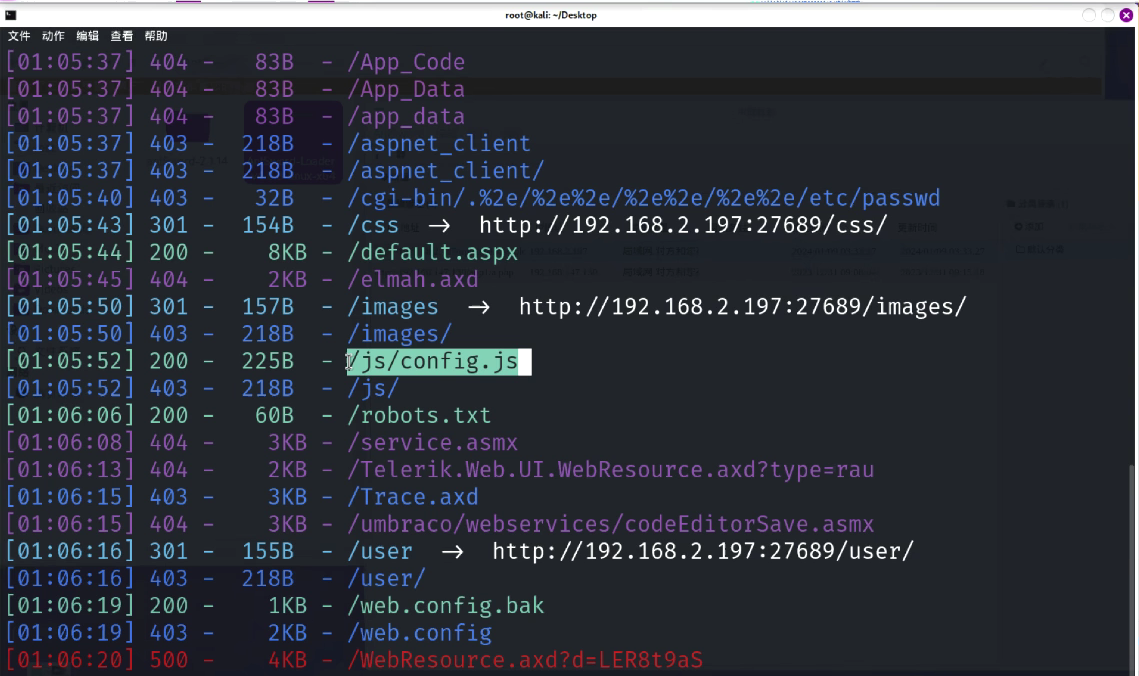 root@kali: ~/Desktop
文件 动作 编辑 查看 帮助
[01:05:37] 404 -   83B  - /App_Code
[01:05:37] 404 -   83B  - /App_Data
[01:05:37] 404 -   83B  - /app_data
[01:05:37] 403 -  218B  - /aspnet_client
[01:05:37] 403 -  218B  - /aspnet_client/
[01:05:40] 403 -   32B  - /cgi-bin/.%2e/%2e%2e/%2e%2e/%2e%2e/etc/passwd
[01:05:43] 301 -  154B  - /css  →  http://192.168.2.197:27689/css/
[01:05:44] 200 -    8KB - /default.aspx
[01:05:45] 404 -    2KB - /elmah.axd
[01:05:50] 301 -  157B  - /images  →  http://192.168.2.197:27689/images/
[01:05:50] 403 -  218B  - /images/
[01:05:52] 200 -  225B  - /js/config.js
[01:05:52] 403 -  218B  - /js/
[01:06:06] 200 -   60B  - /robots.txt
[01:06:08] 404 -    3KB - /service.asmx
[01:06:13] 404 -    2KB - /Telerik.Web.UI.WebResource.axd?type=rau
[01:06:15] 403 -    3KB - /Trace.axd
[01:06:15] 404 -    3KB - /umbraco/webservices/codeEditorSave.asmx
[01:06:16] 301 -  155B  - /user  →  http://192.168.2.197:27689/user/
[01:06:16] 403 -  218B  - /user/
[01:06:19] 200 -    1KB - /web.config.bak
[01:06:19] 403 -    2KB - /web.config
[01:06:20] 500 -    4KB - /WebResource.axd?d=LER8t9aS